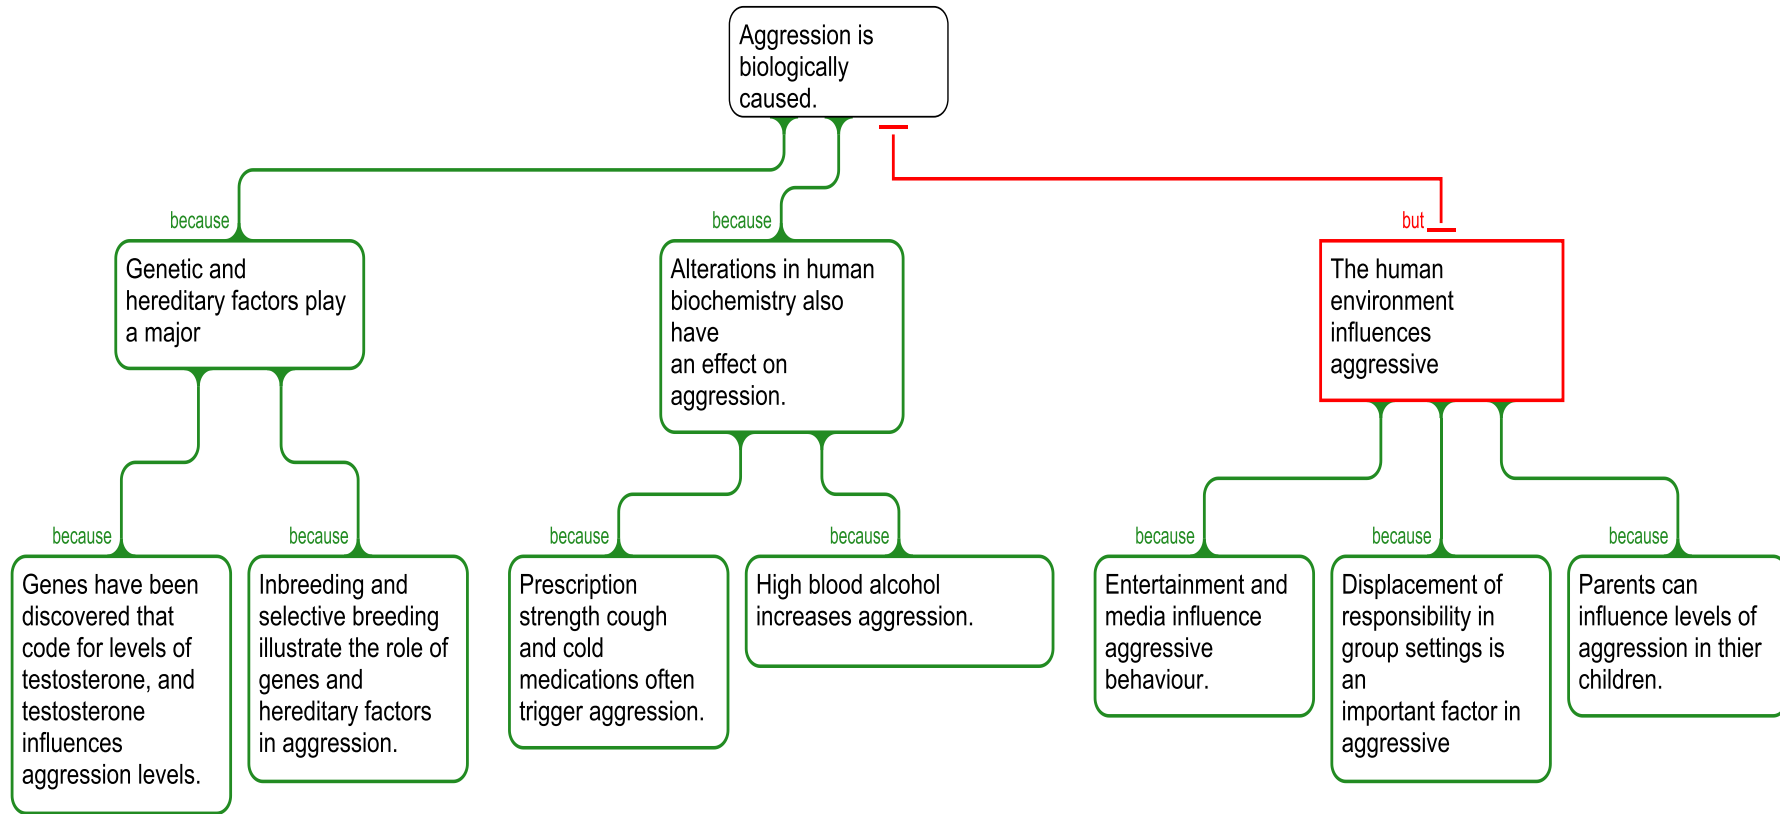 Aggression is
biologically
caused.
because
because
but
Genetic and
hereditary factors play
a major
Alterations in human
biochemistry also
have
an effect on
aggression.
The human
environment
influences
aggressive
because
because
because
because
because
because
because
Genes have been
discovered that
code for levels of
testosterone, and
testosterone
influences
aggression levels.
Inbreeding and
selective breeding
illustrate the role of
genes and
hereditary factors
in aggression.
Prescription
strength cough
and cold
medications often
trigger aggression.
High blood alcohol
increases aggression.
Entertainment and
media influence
aggressive
behaviour.
Displacement of
responsibility in
group settings is
an
important factor in
aggressive
Parents can
influence levels of
aggression in thier
children.